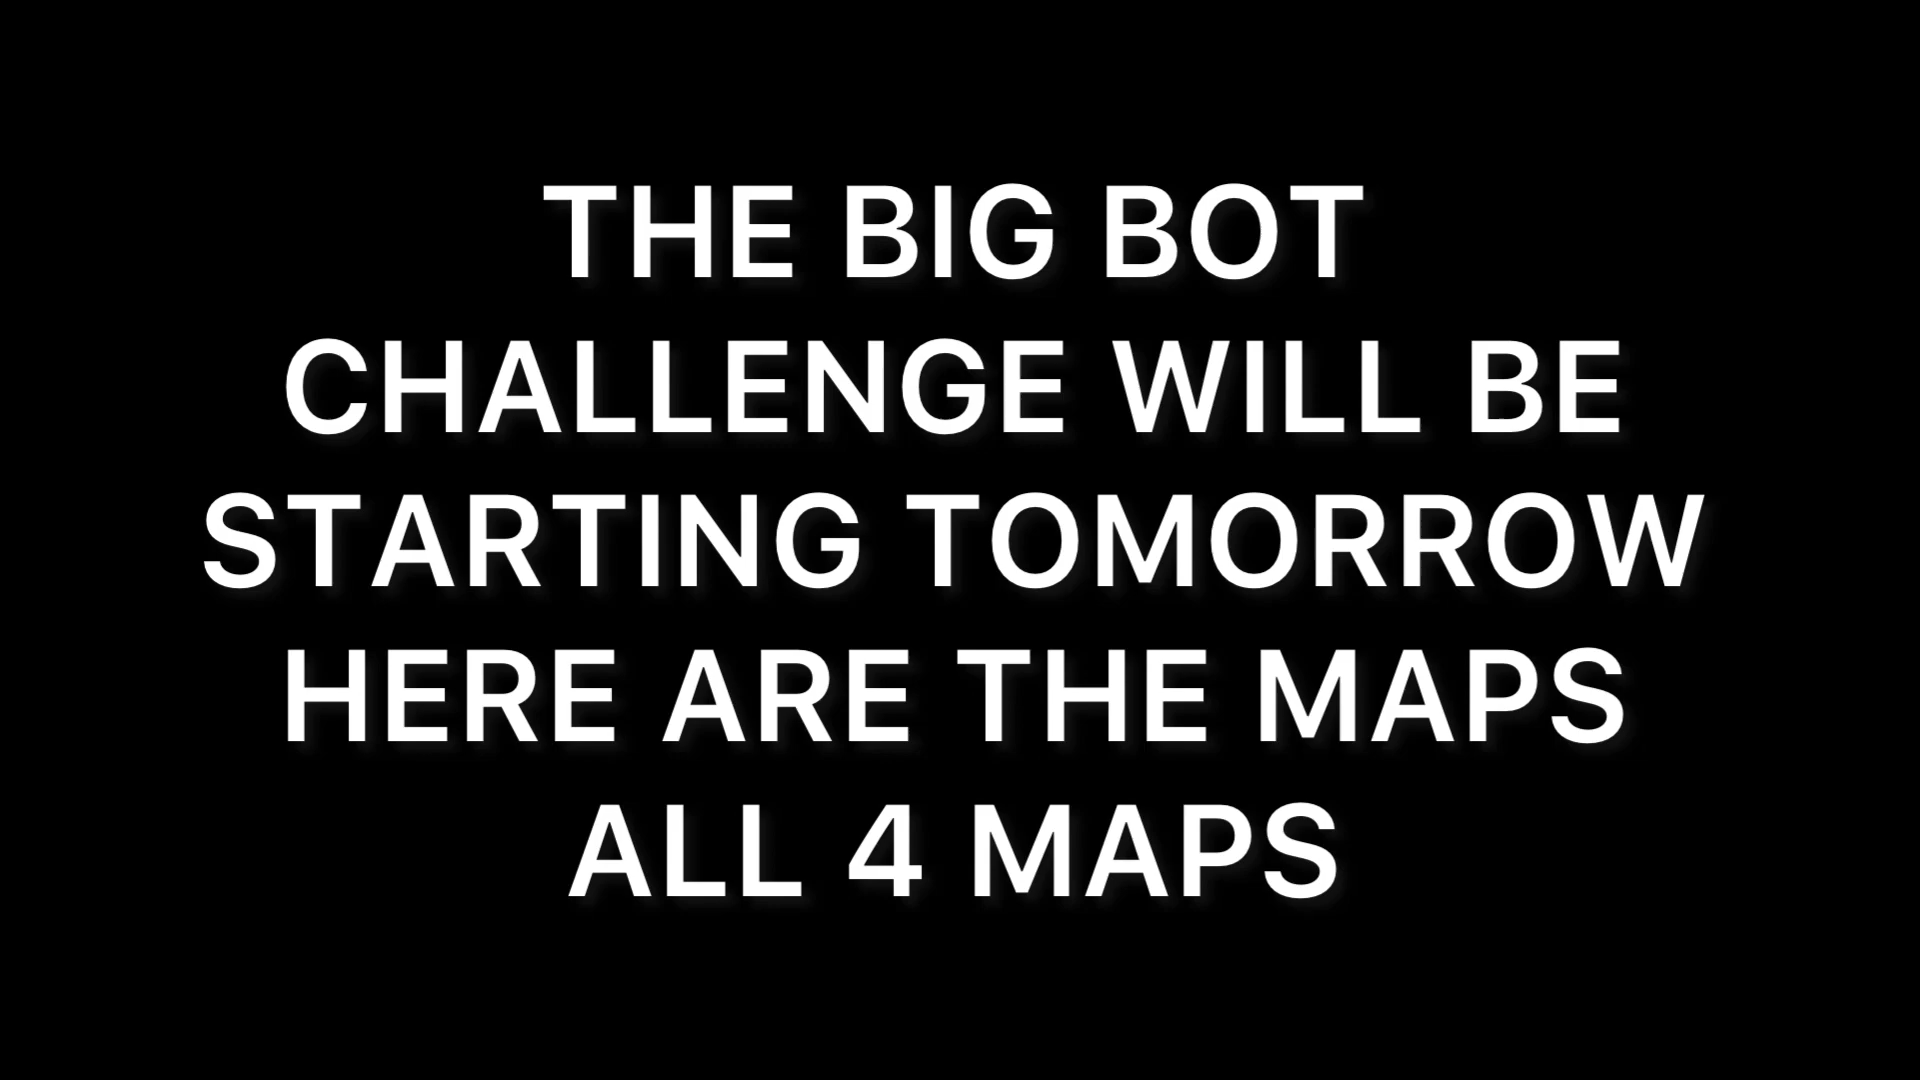 THE BIG BOT
CHALLENGE WILL BE
STARTING TOMORROW
HERE ARE THE MAPS
ALL 4 MAPS